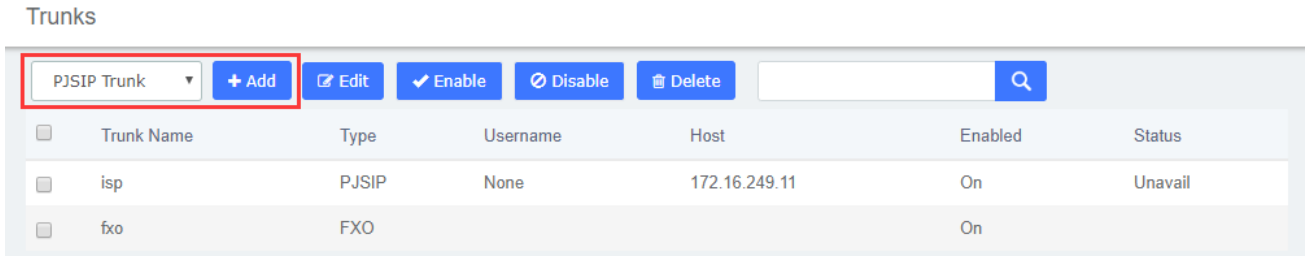 Trunks
PJSIP Trunk Add Edit Enable Disable Delete
Trunk Name Type Username Host Enabled Status
isp PJSIP None 172.16.249.11 On Unavail
fxo FXO On